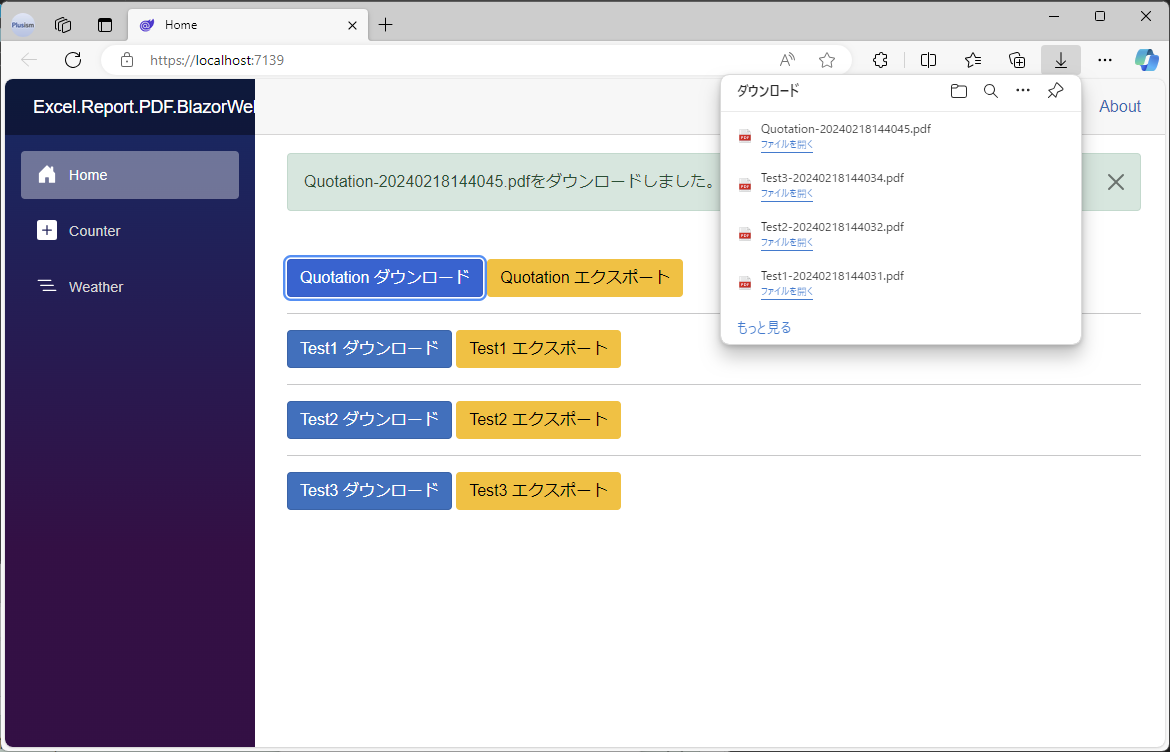 Plusism
Home
https://localhost:7139
Excel.Report.PDF.BlazorWel
About
Home
Counter
Weather
Quotation-20240218144045.pdfをダウンロードしました。
Quotation ダウンロード
Quotation エクスポート
Test1 ダウンロード
Test1 エクスポート
Test2 ダウンロード
Test2 エクスポート
Test3 ダウンロード
Test3 エクスポート
ダウンロード
Quotation-20240218144045.pdf
ファイルを開く
Test3-20240218144034.pdf
ファイルを開く
Test2-20240218144032.pdf
ファイルを開く
Test1-20240218144031.pdf
ファイルを開く
もっと見る